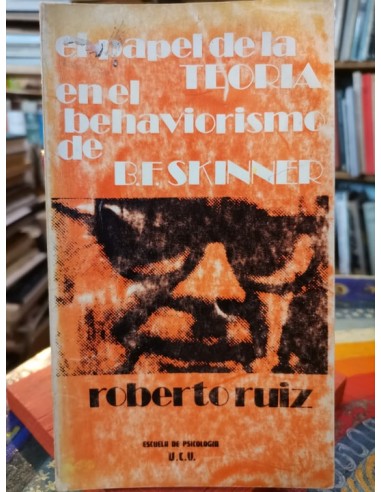 el papel de la
TEORIA
en el
behaviorismo
de
B.F. SKINNER
roberto ruiz
ESCUELA DE PSICOLOGIA
U.C.V.